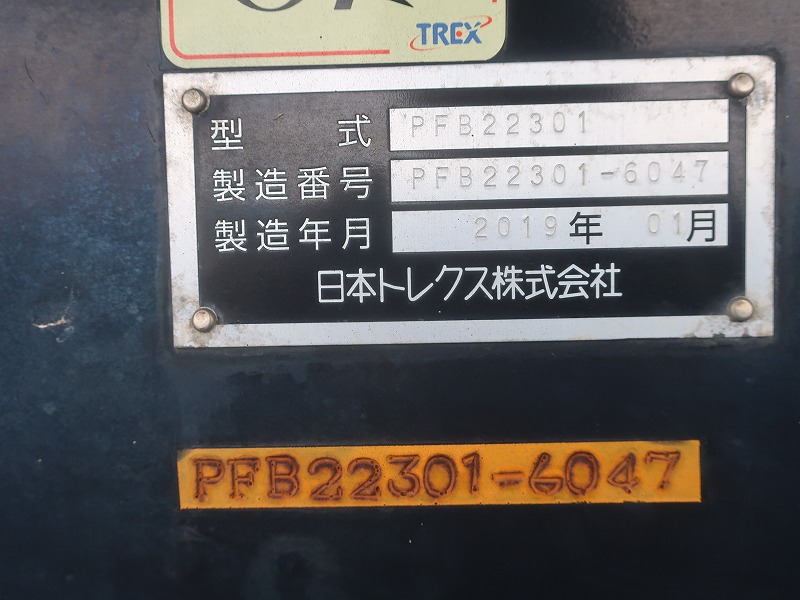 TREX
型式 PFB22301
製造番号 PFB22301-6047
製造年月 2019年 01月
日本トレクス株式会社
PFB22301-6047